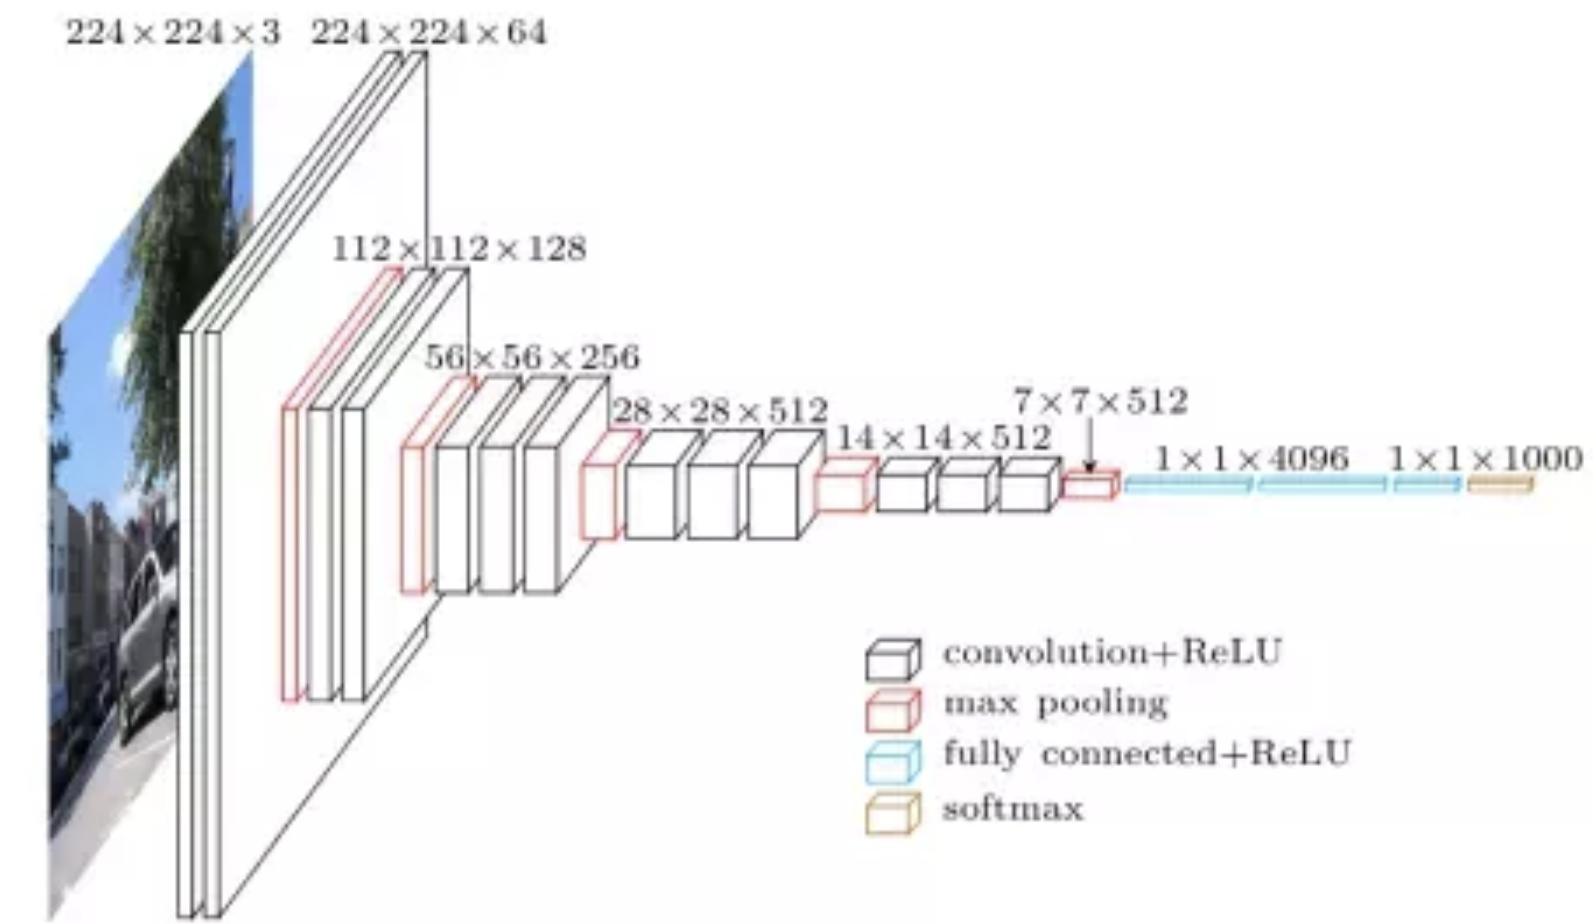 224×224×3
224×224×64
112×112×128
56×56×256
28×28×512
14×14×512
7×7×512
1×1×4096
1×1×1000
convolution+ReLU
max pooling
fully connected+ReLU
softmax